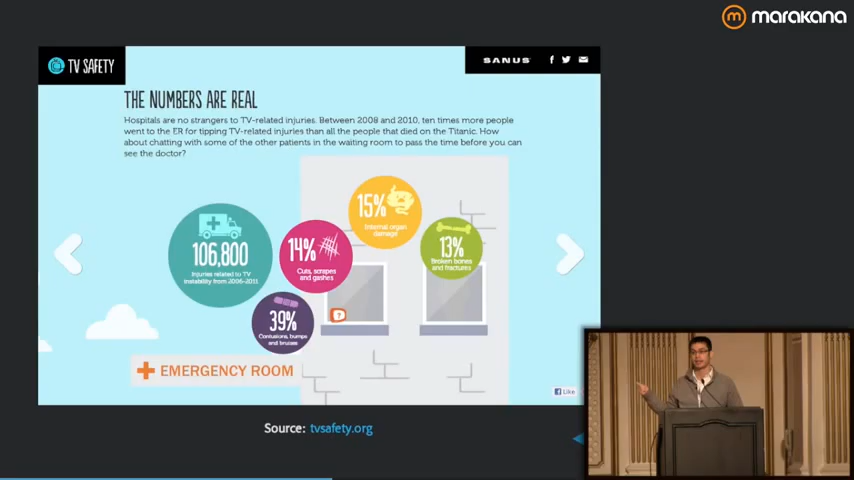 marakana
TV SAFETY
SANUS
THE NUMBERS ARE REAL
Hospitals are no strangers to TV-related injuries. Between 2008 and 2010, ten times more people
went to the ER for tipping TV-related injuries than all the people that died on the Titanic. How
about chatting with some of the other patients in the waiting room to pass the time before you can
see the doctor?
15%
Internal organ
damage
106,800
Injuries related to TV
instability from 2006-2011
14%
Cuts, scrapes
and gashes
13%
Broken bones
and fractures
39%
Contusions, bumps
and bruises
?
EMERGENCY ROOM
Like
Source: tvsafety.org